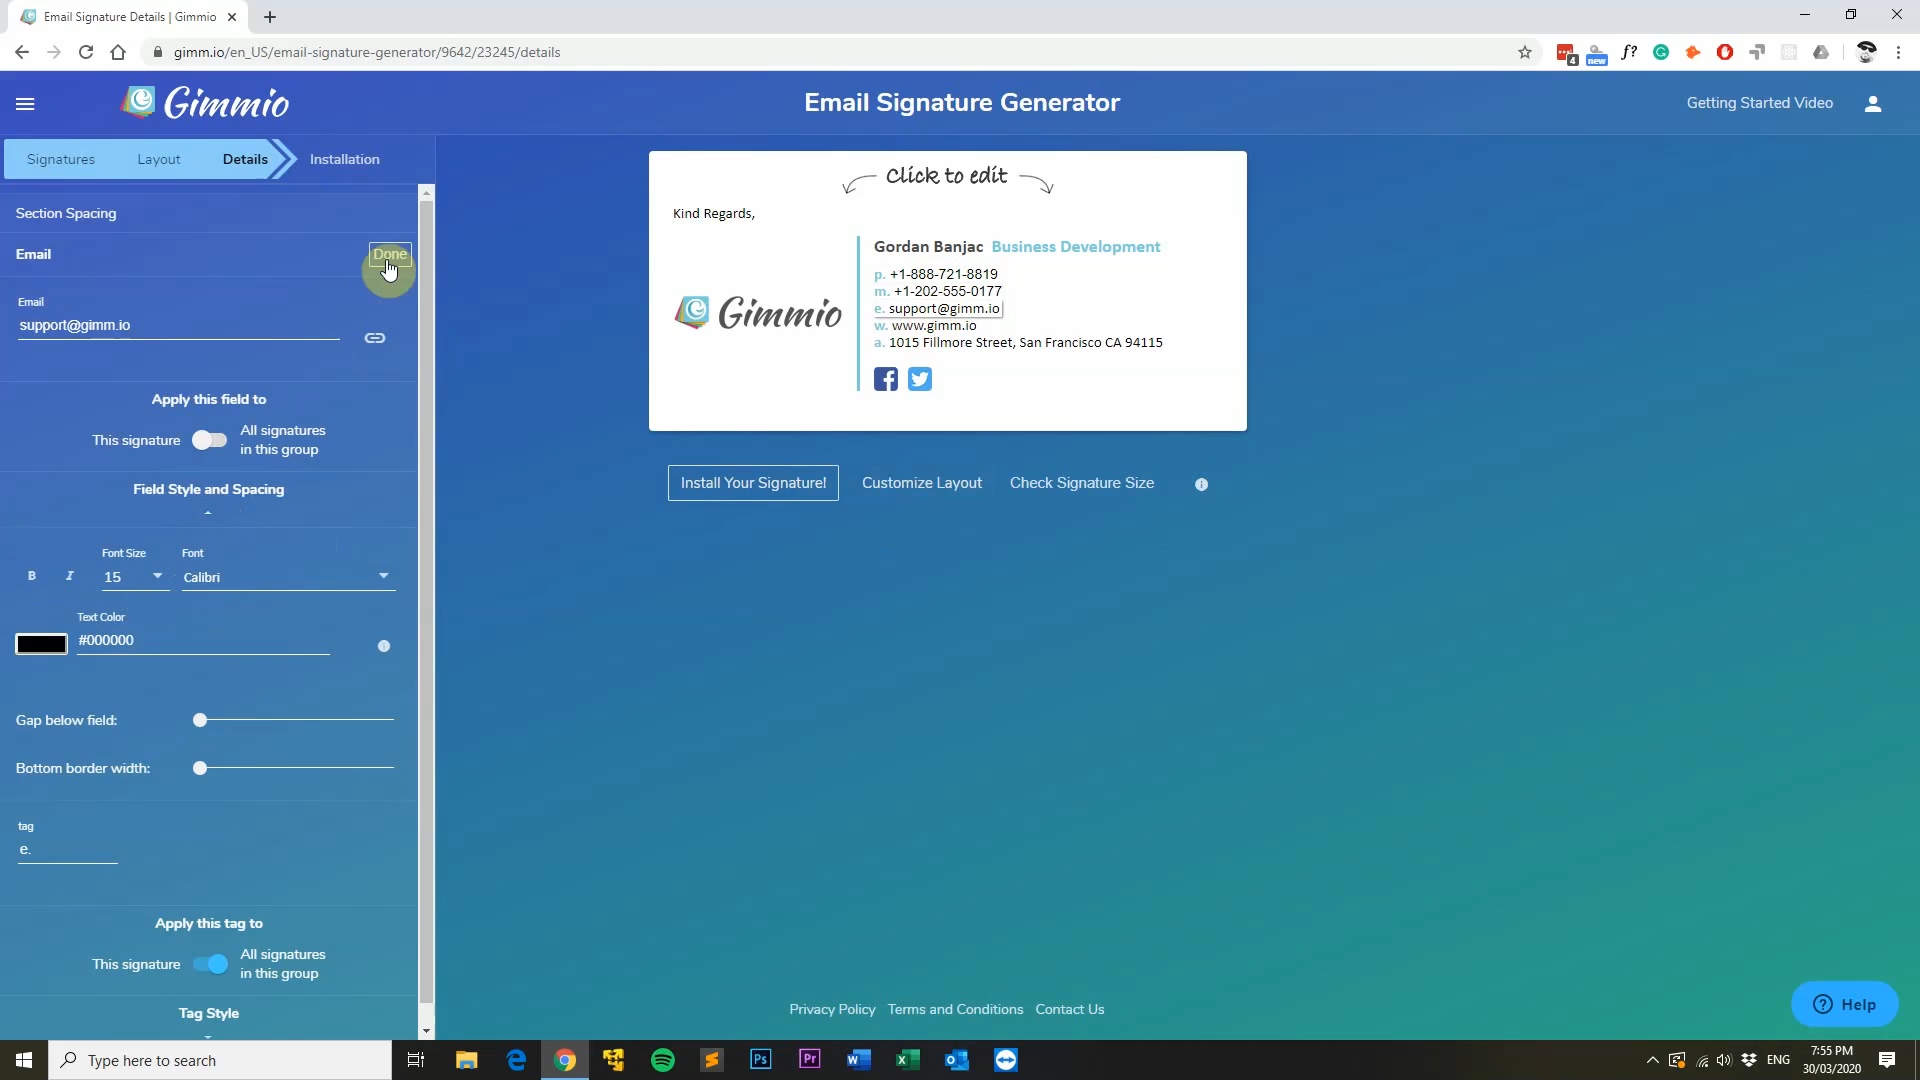 Email Signature Details | Gimmio
gimm.io/en_US/email-signature-generator/9642/23245/details
4
new
f?
Gimmio
Email Signature Generator
Getting Started Video
Signatures
Layout
Details
Installation
Section Spacing
Email
Done
Email
support@gimm.io
Apply this field to
This signature
All signatures
in this group
Field Style and Spacing
B
I
Font Size
15
Font
Calibri
Text Color
#000000
Gap below field:
Bottom border width:
tag
e.
Apply this tag to
This signature
All signatures
in this group
Tag Style
Click to edit
Kind Regards,
Gimmio
Gordan Banjac Business Development
p. +1-888-721-8819
m. +1-202-555-0177
e. support@gimm.io
w. www.gimm.io
a. 1015 Fillmore Street, San Francisco CA 94115
Install Your Signature!
Customize Layout
Check Signature Size
Privacy Policy
Terms and Conditions
Contact Us
Help
Type here to search
Ps
Pr
ENG
7:55 PM
30/03/2020